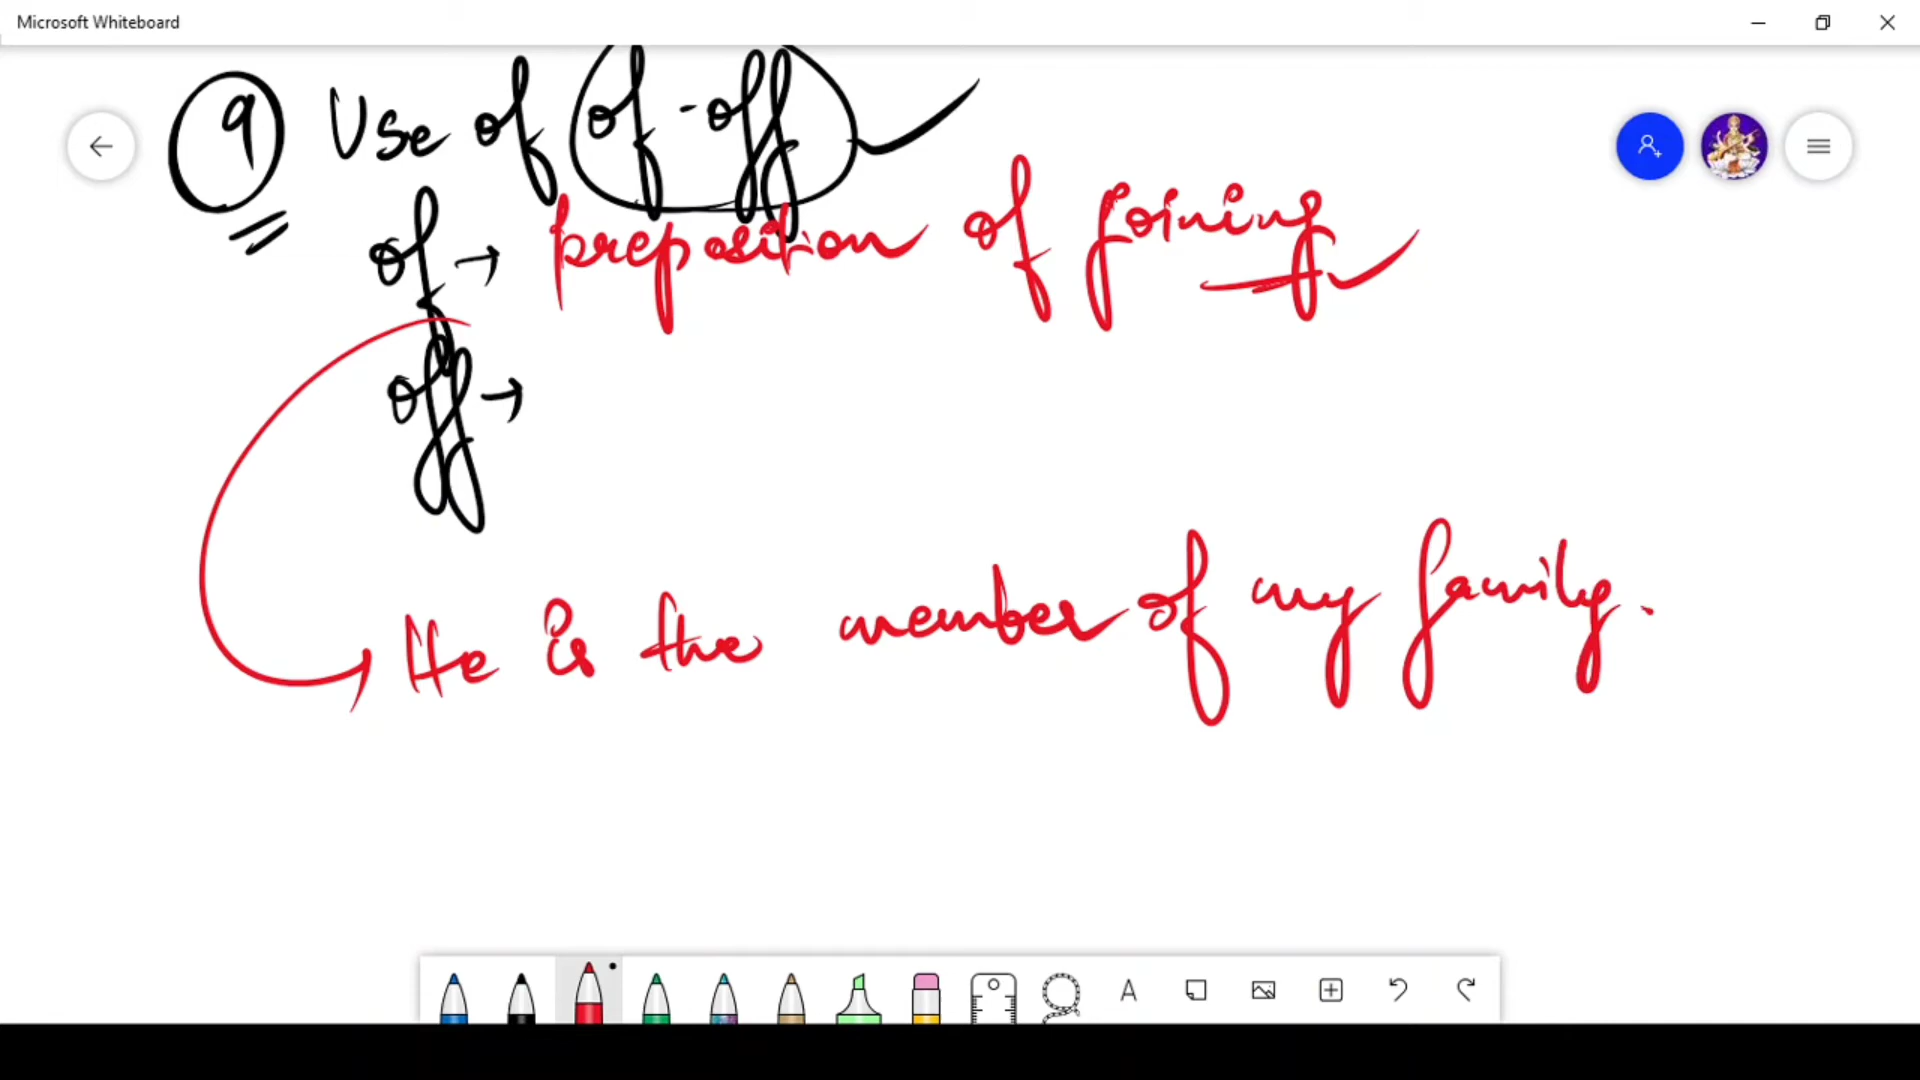 Microsoft Whiteboard
9 Use of of - off
of → preposition of joining
off →
He is the member of my family.
A